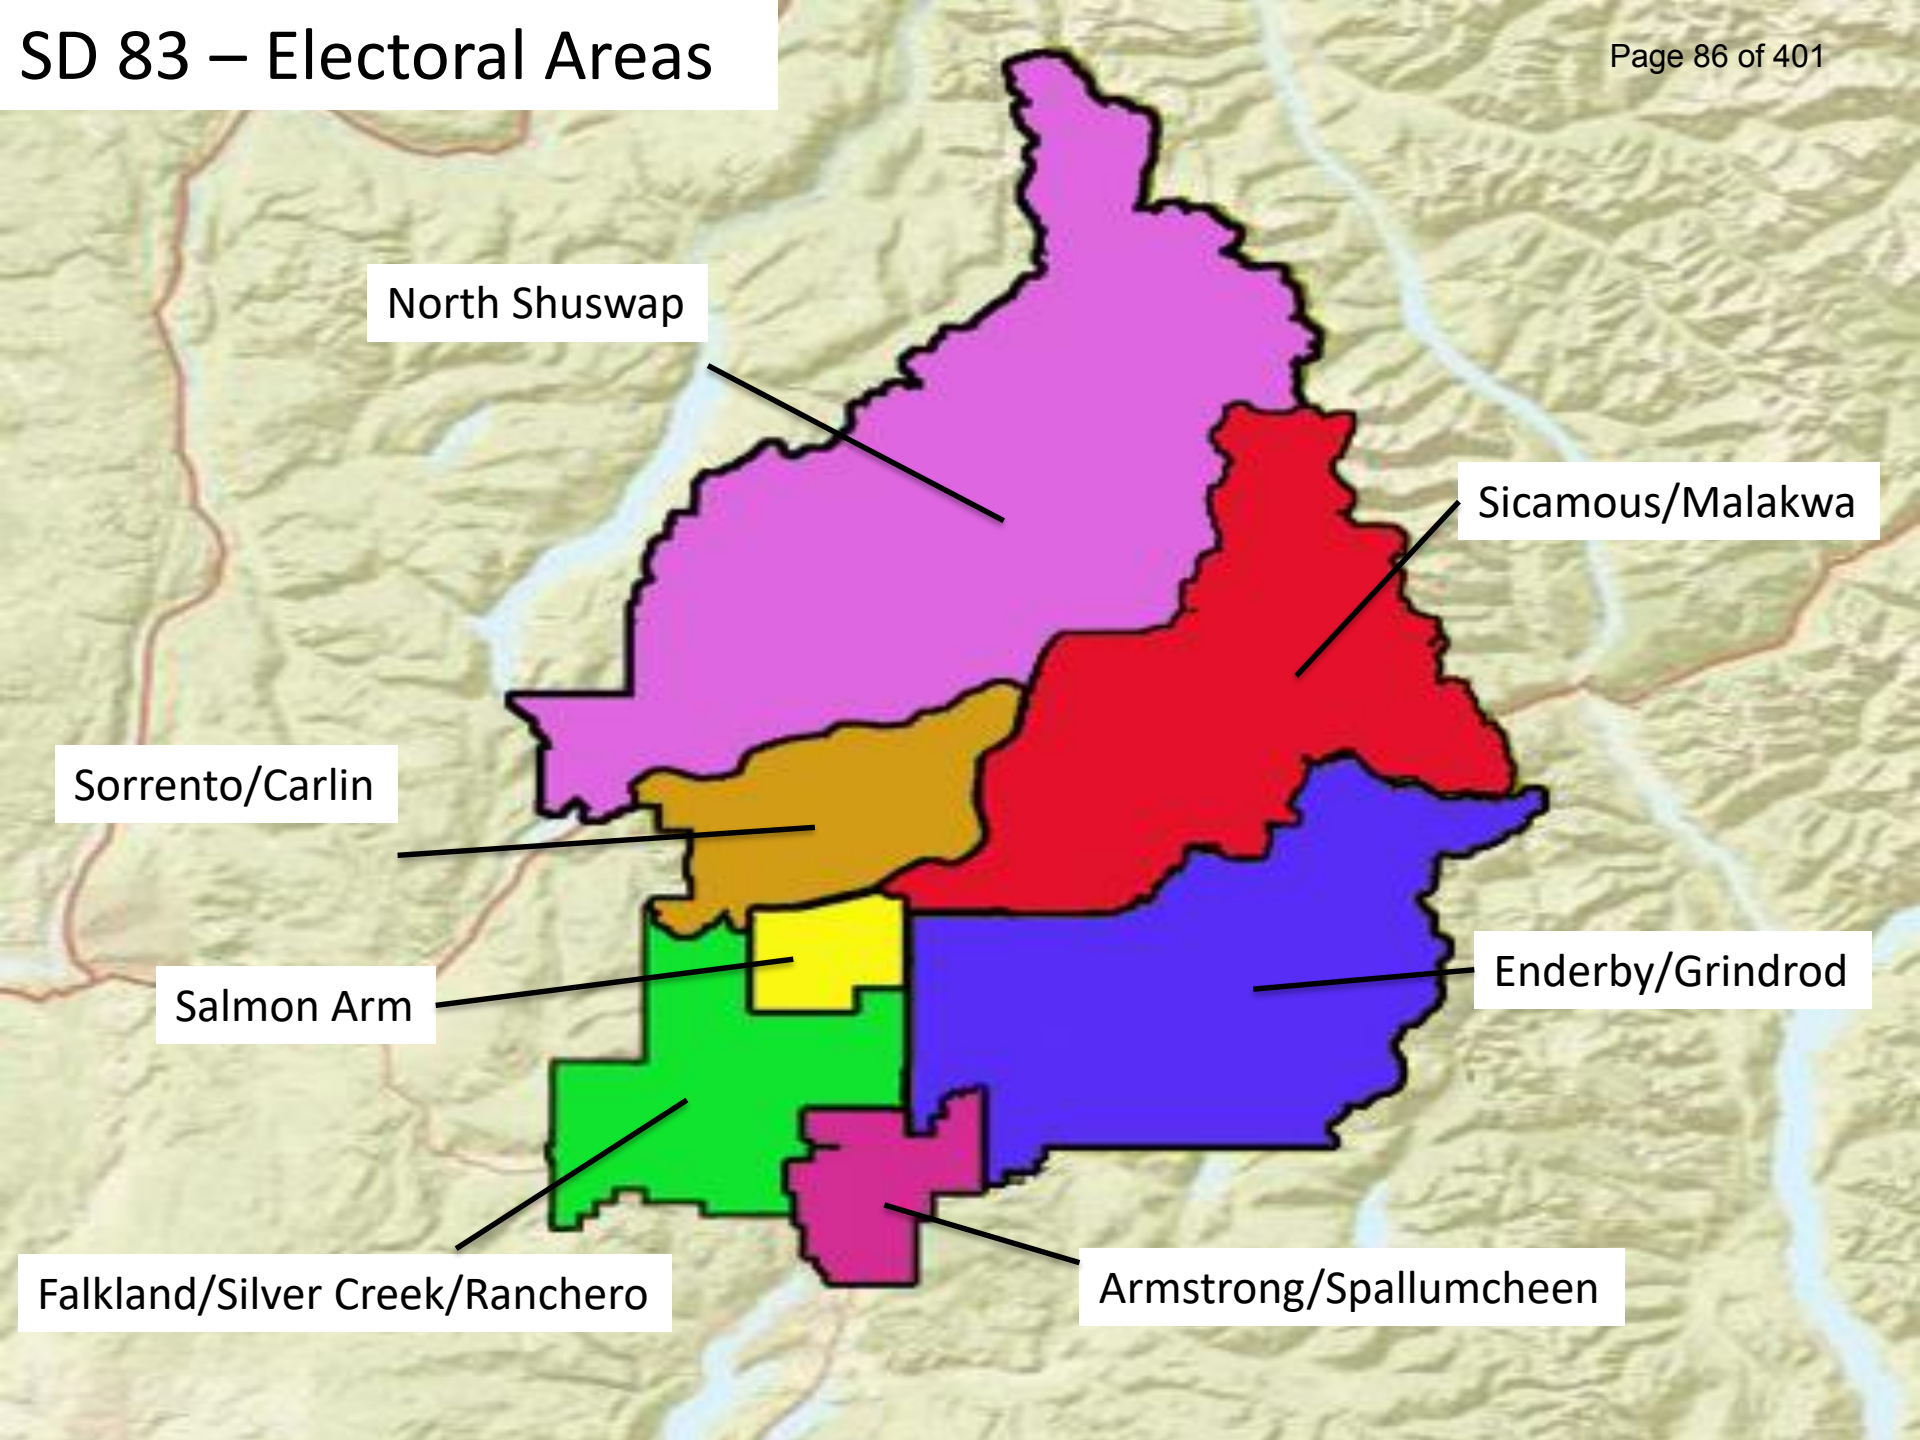 SD 83 – Electoral Areas
Page 86 of 401
North Shuswap
Sicamous/Malakwa
Sorrento/Carlin
Salmon Arm
Enderby/Grindrod
Falkland/Silver Creek/Ranchero
Armstrong/Spallumcheen